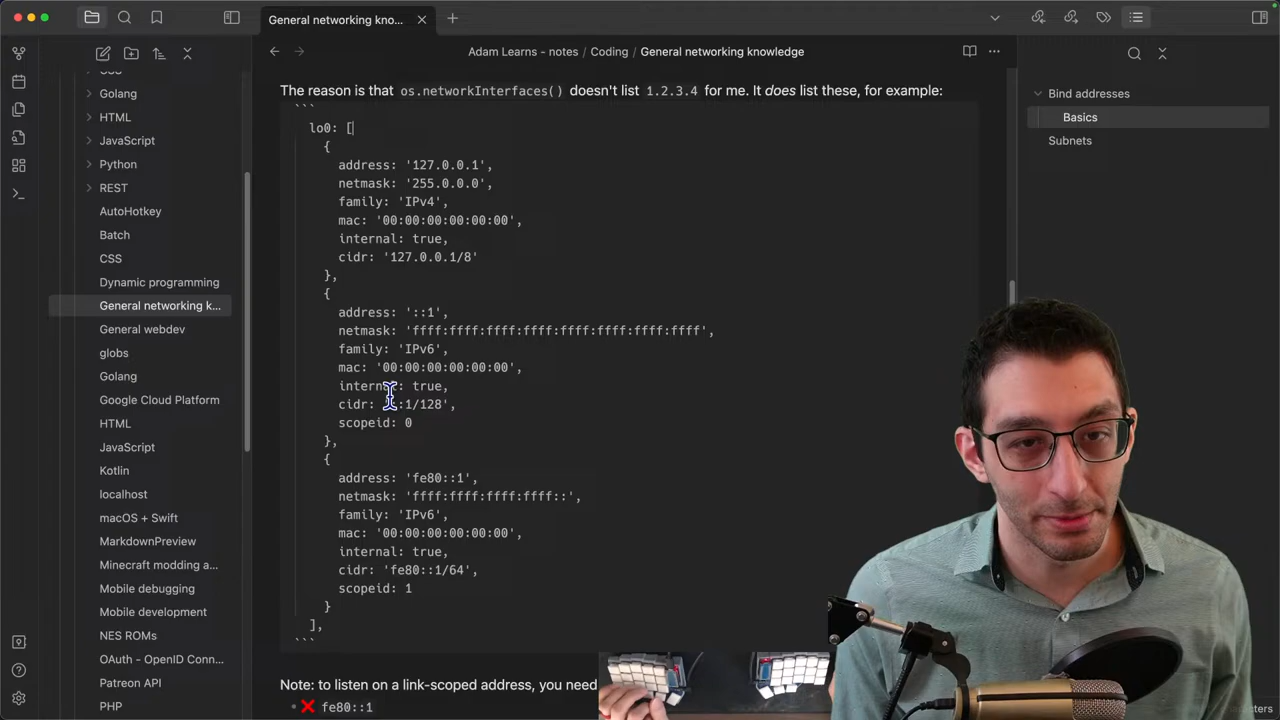 General networking kno...
Adam Learns - notes / Coding / General networking knowledge
CSS
Golang
HTML
JavaScript
Python
REST
AutoHotkey
Batch
CSS
Dynamic programming
General networking k...
General webdev
globs
Golang
Google Cloud Platform
HTML
JavaScript
Kotlin
localhost
macOS + Swift
MarkdownPreview
Minecraft modding a...
Mobile debugging
Mobile development
NES ROMs
OAuth - OpenID Conn...
Patreon API
PHP
The reason is that os.networkInterfaces() doesn't list 1.2.3.4 for me. It does list these, for example:
```
lo0: [
{
address: '127.0.0.1',
netmask: '255.0.0.0',
family: 'IPv4',
mac: '00:00:00:00:00:00',
internal: true,
cidr: '127.0.0.1/8'
},
{
address: '::1',
netmask: 'ffff:ffff:ffff:ffff:ffff:ffff:ffff:ffff',
family: 'IPv6',
mac: '00:00:00:00:00:00',
internal: true,
cidr: '::1/128',
scopeid: 0
},
{
address: 'fe80::1',
netmask: 'ffff:ffff:ffff:ffff::',
family: 'IPv6',
mac: '00:00:00:00:00:00',
internal: true,
cidr: 'fe80::1/64',
scopeid: 1
}
],
```
Note: to listen on a link-scoped address, you need
❌ fe80::1
Bind addresses
Basics
Subnets